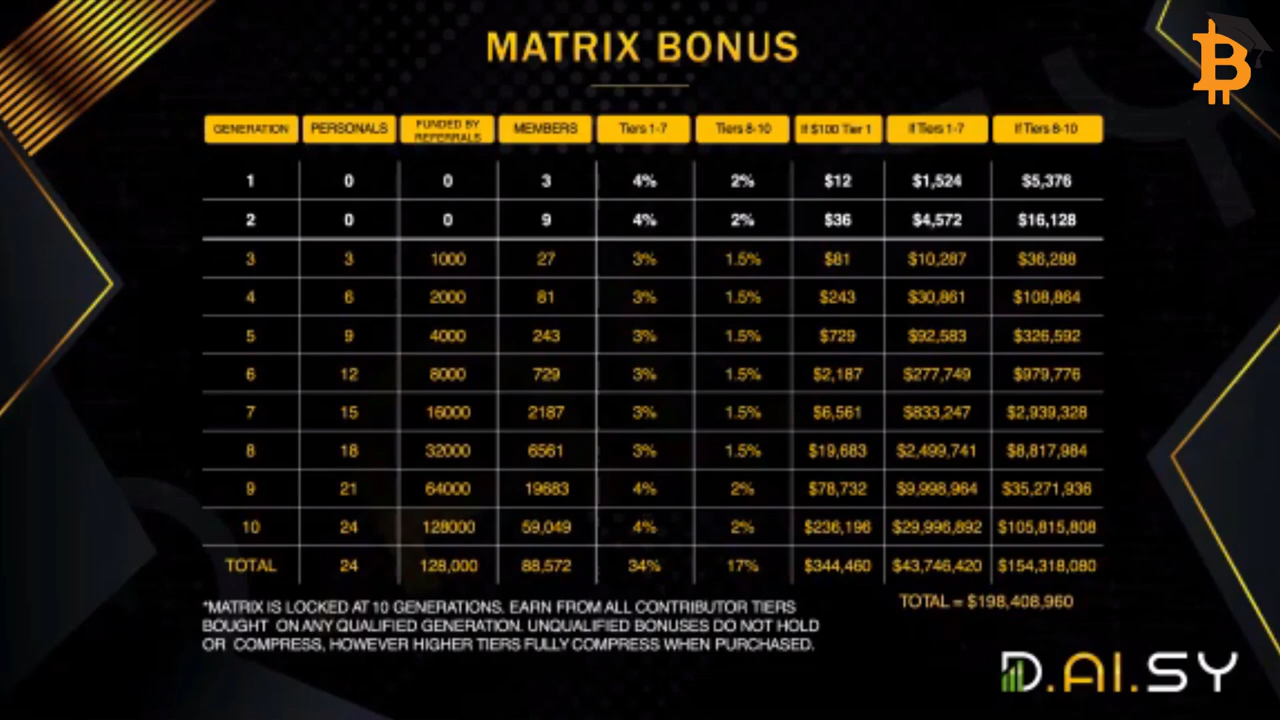 MATRIX BONUS
GENERATION PERSONALS FUNDED BY REFERRALS MEMBERS Tiers 1-7 Tiers 8-10 If $100 Tier 1 If Tiers 1-7 If Tiers 8-10
1 0 0 3 4% 2% $12 $1,524 $5,376
2 0 0 9 4% 2% $36 $4,572 $16,128
3 3 1000 27 3% 1.5% $81 $10,287 $36,288
4 6 2000 81 3% 1.5% $243 $30,861 $108,864
5 9 4000 243 3% 1.5% $729 $92,583 $326,592
6 12 8000 729 3% 1.5% $2,187 $277,749 $979,776
7 15 16000 2187 3% 1.5% $6,561 $833,247 $2,939,328
8 18 32000 6561 3% 1.5% $19,683 $2,499,741 $8,817,984
9 21 64000 19683 4% 2% $78,732 $9,998,964 $35,271,936
10 24 128000 59,049 4% 2% $236,196 $29,996,892 $105,815,808
TOTAL 24 128,000 88,572 34% 17% $344,460 $43,746,420 $154,318,080
TOTAL = $198,408,960
*MATRIX IS LOCKED AT 10 GENERATIONS. EARN FROM ALL CONTRIBUTOR TIERS
BOUGHT ON ANY QUALIFIED GENERATION. UNQUALIFIED BONUSES DO NOT HOLD
OR COMPRESS, HOWEVER HIGHER TIERS FULLY COMPRESS WHEN PURCHASED.
D.AI.SY